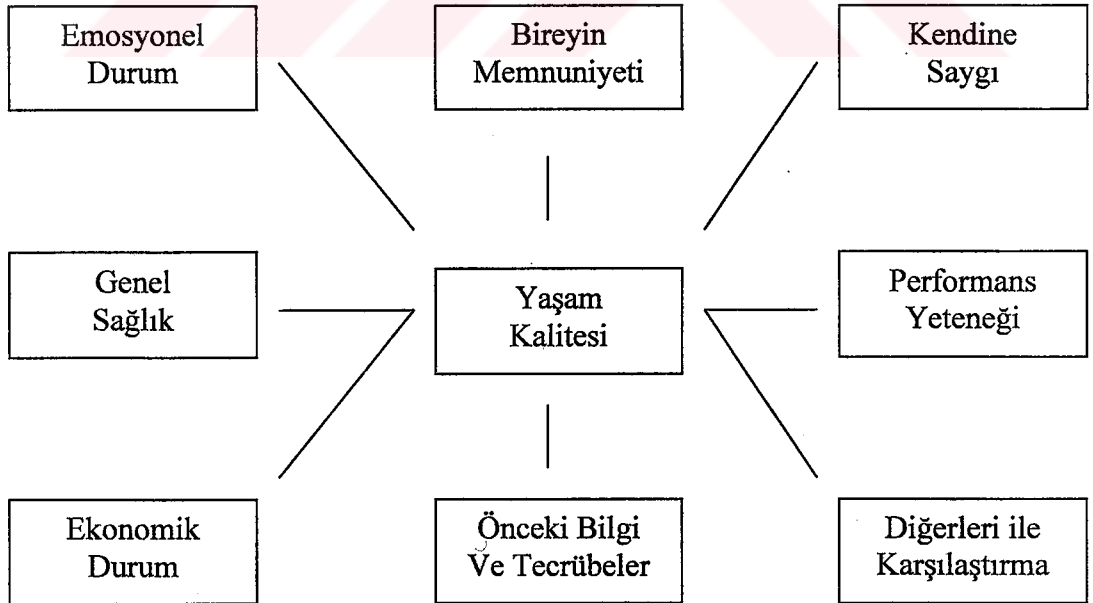 Emosyonel
Durum
Bireyin
Memnuniyeti
Kendine
Saygı
Genel
Sağlık
Yaşam
Kalitesi
Performans
Yeteneği
Ekonomik
Durum
Önceki Bilgi
Ve Tecrübeler
Diğerleri ile
Karşılaştırma